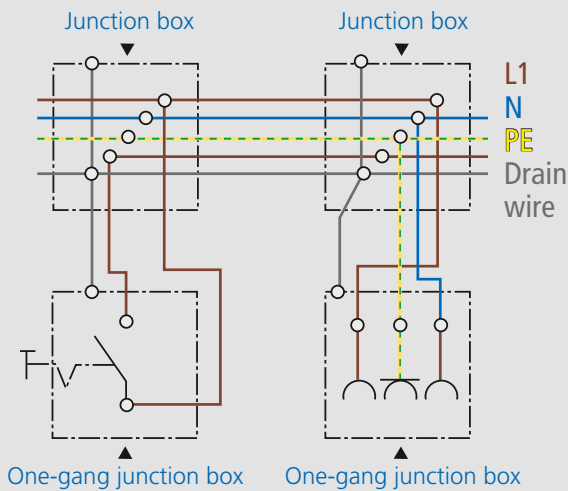 Junction box
Junction box
L1
N
PE
Drain
wire
One-gang junction box
One-gang junction box